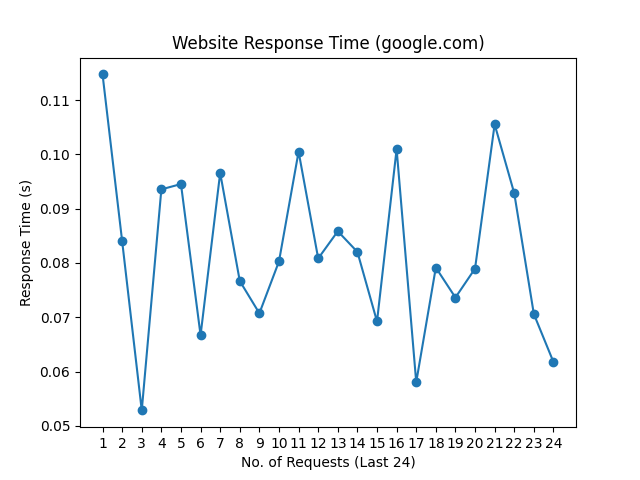 Website Response Time (google.com)
0.11
0.10
0.09
0.08
0.07
0.06
0.05
Response Time (s)
1 2 3 4 5 6 7 8 9 10 11 12 13 14 15 16 17 18 19 20 21 22 23 24
No. of Requests (Last 24)